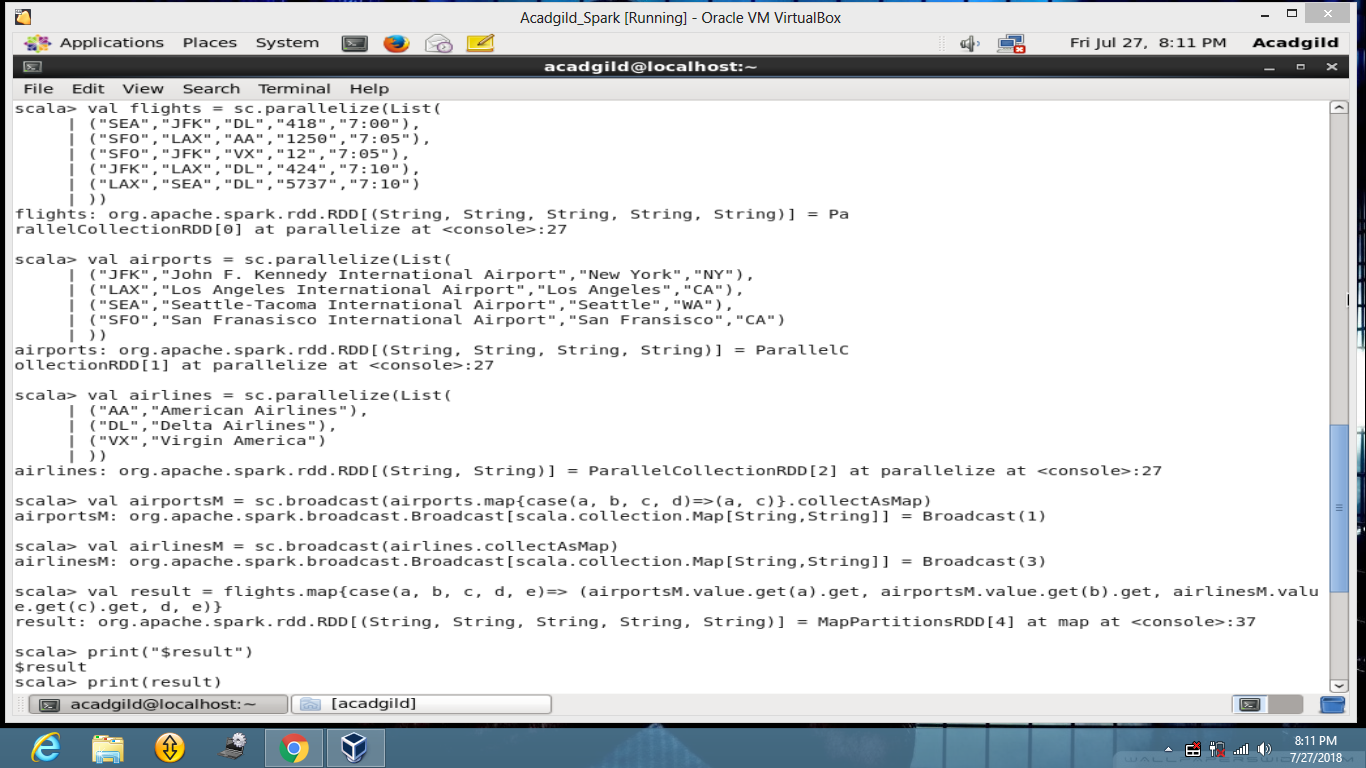 Acadgild_Spark [Running] - Oracle VM VirtualBox
Applications Places System Fri Jul 27, 8:11 PM Acadgild
acadgild@localhost:~
File Edit View Search Terminal Help
scala> val flights = sc.parallelize(List(
     | ("SEA","JFK","DL","418","7:00"),
     | ("SFO","LAX","AA","1250","7:05"),
     | ("SFO","JFK","VX","12","7:05"),
     | ("JFK","LAX","DL","424","7:10"),
     | ("LAX","SEA","DL","5737","7:10")
     | ))
flights: org.apache.spark.rdd.RDD[(String, String, String, String, String)] = Pa
rallelCollectionRDD[0] at parallelize at <console>:27
scala> val airports = sc.parallelize(List(
     | ("JFK","John F. Kennedy International Airport","New York","NY"),
     | ("LAX","Los Angeles International Airport","Los Angeles","CA"),
     | ("SEA","Seattle-Tacoma International Airport","Seattle","WA"),
     | ("SFO","San Franasisco International Airport","San Fransisco","CA")
     | ))
airports: org.apache.spark.rdd.RDD[(String, String, String, String)] = ParallelC
ollectionRDD[1] at parallelize at <console>:27
scala> val airlines = sc.parallelize(List(
     | ("AA","American Airlines"),
     | ("DL","Delta Airlines"),
     | ("VX","Virgin America")
     | ))
airlines: org.apache.spark.rdd.RDD[(String, String)] = ParallelCollectionRDD[2] at parallelize at <console>:27
scala> val airportsM = sc.broadcast(airports.map{case(a, b, c, d)=>(a, c)}.collectAsMap)
airportsM: org.apache.spark.broadcast.Broadcast[scala.collection.Map[String,String]] = Broadcast(1)
scala> val airlinesM = sc.broadcast(airlines.collectAsMap)
airlinesM: org.apache.spark.broadcast.Broadcast[scala.collection.Map[String,String]] = Broadcast(3)
scala> val result = flights.map{case(a, b, c, d, e)=> (airportsM.value.get(a).get, airportsM.value.get(b).get, airlinesM.valu
e.get(c).get, d, e)}
result: org.apache.spark.rdd.RDD[(String, String, String, String, String)] = MapPartitionsRDD[4] at map at <console>:37
scala> print("$result")
$result
scala> print(result)
acadgild@localhost:~ [acadgild]
8:11 PM
7/27/2018